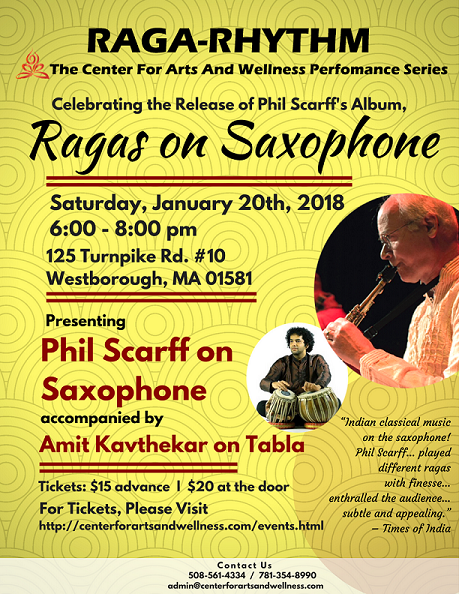 RAGA-RHYTHM
The Center For Arts And Wellness Perfomance Series
Celebrating the Release of Phil Scarff's Album,
Ragas on Saxophone
Saturday, January 20th, 2018
6:00 - 8:00 pm
125 Turnpike Rd. #10
Westborough, MA 01581
Presenting
Phil Scarff on
Saxophone
accompanied by
Amit Kavthekar on Tabla
Tickets: $15 advance | $20 at the door
For Tickets, Please Visit
http://centerforartsandwellness.com/events.html
"Indian classical music
on the saxophone!
Phil Scarff... played
different ragas
with finesse...
enthralled the audience...
subtle and appealing."
– Times of India
Contact Us
508-561-4334 / 781-354-8990
admin@centerforartsandwellness.com